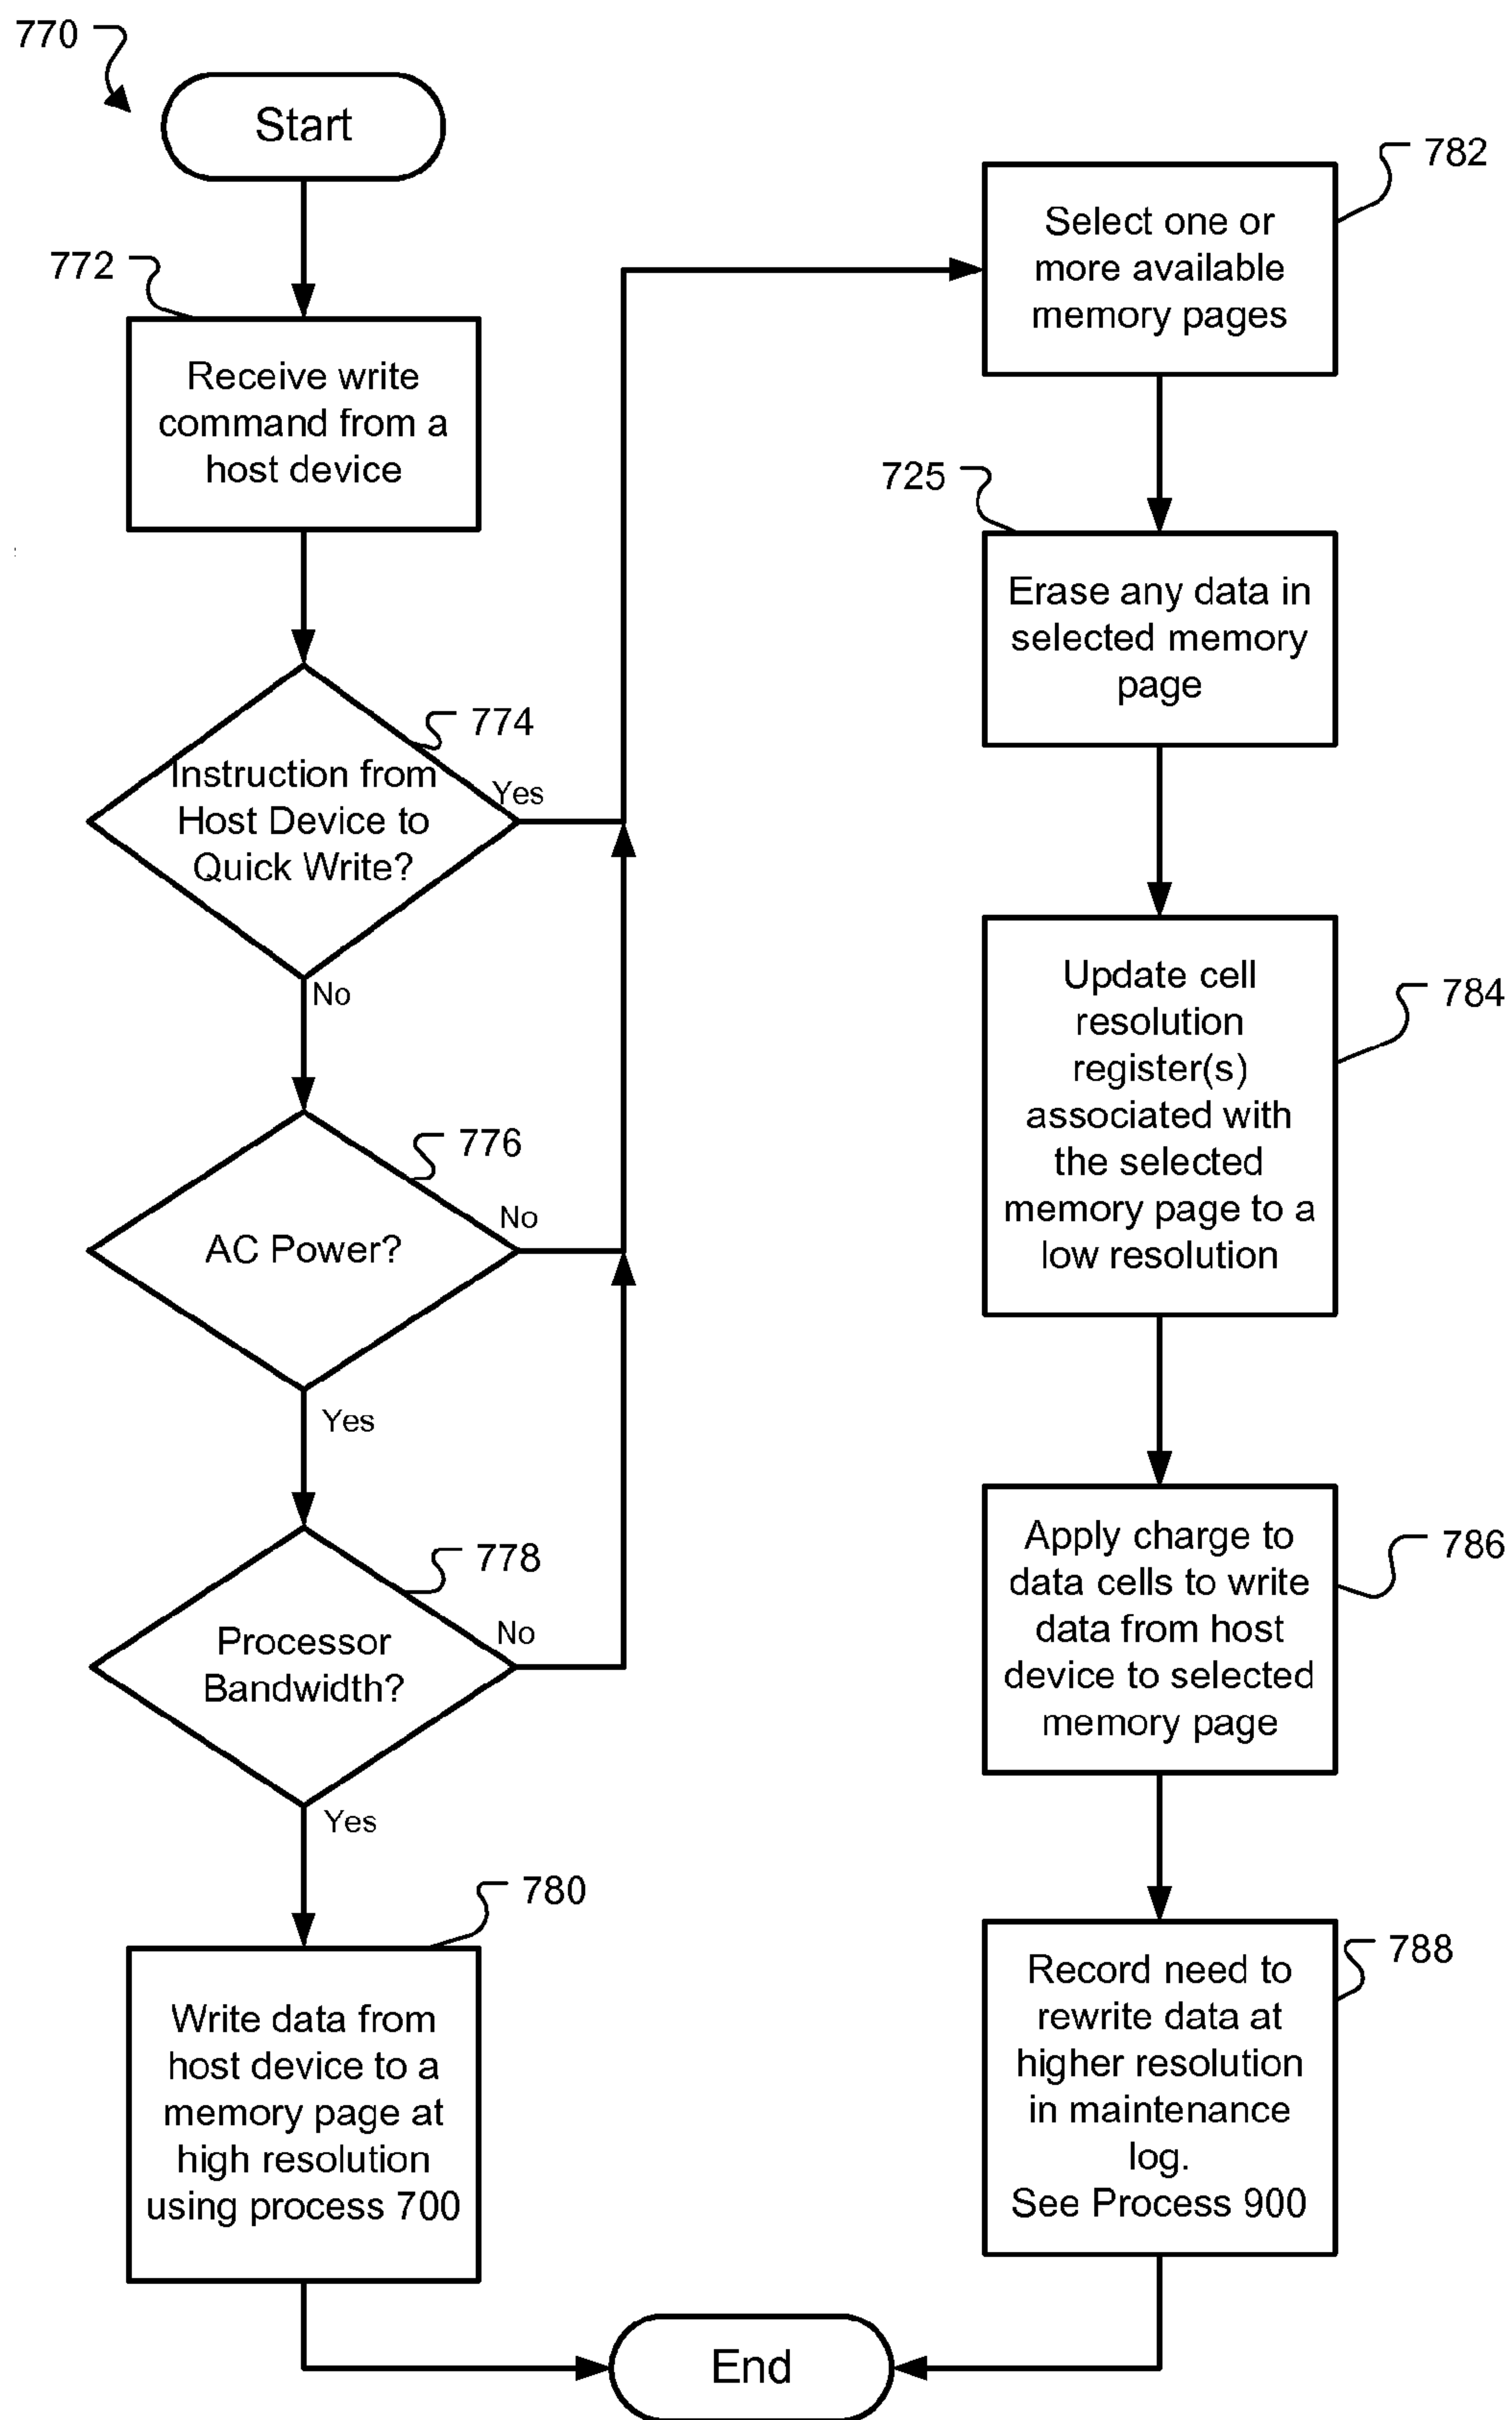 770
Start
772
Receive write
command from a
host device
774
Instruction from
Host Device to
Quick Write?
Yes
No
776
AC Power?
No
Yes
778
Processor
Bandwidth?
No
Yes
780
Write data from
host device to a
memory page at
high resolution
using process 700
782
Select one or
more available
memory pages
725
Erase any data in
selected memory
page
784
Update cell
resolution
register(s)
associated with
the selected
memory page to a
low resolution
786
Apply charge to
data cells to write
data from host
device to selected
memory page
788
Record need to
rewrite data at
higher resolution
in maintenance
log.
See Process 900
End